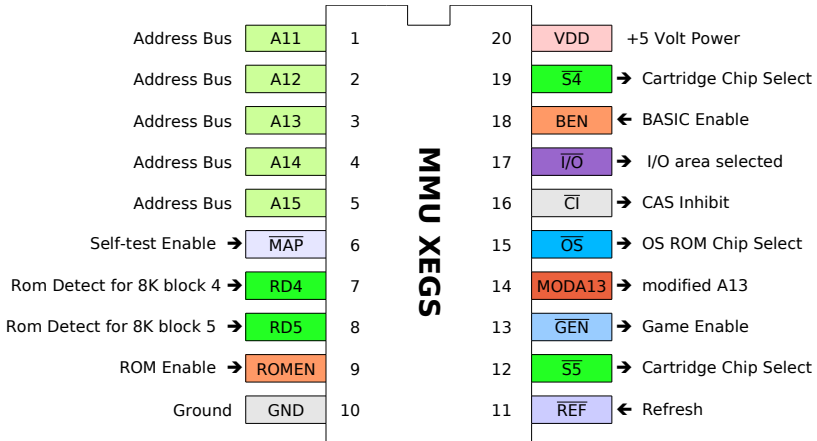 Address Bus A11 1 20 VDD +5 Volt Power
Address Bus A12 2 19 S4 → Cartridge Chip Select
Address Bus A13 3 18 BEN ← BASIC Enable
Address Bus A14 4 17 I/O → I/O area selected
Address Bus A15 5 16 CI → CAS Inhibit
Self-test Enable → MAP 6 15 OS → OS ROM Chip Select
Rom Detect for 8K block 4 → RD4 7 14 MODA13 → modified A13
Rom Detect for 8K block 5 → RD5 8 13 GEN → Game Enable
ROM Enable → ROMEN 9 12 S5 → Cartridge Chip Select
Ground GND 10 11 REF ← Refresh
MMU XEGS